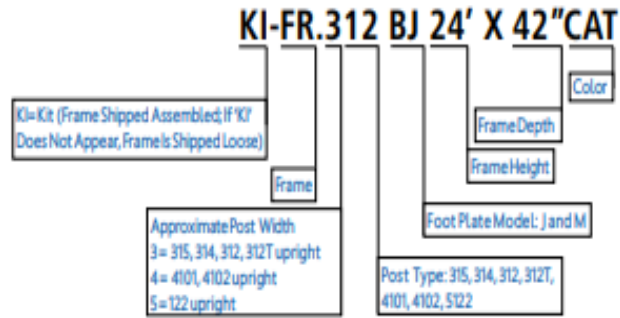 KI-FR.312 BJ 24' X 42"CAT
Color
KI=Kit (Frame Shipped Assembled; If 'KI'
Does Not Appear, Frame Is Shipped Loose)
Frame Depth
Frame Height
Frame
Approximate Post Width
3= 315, 314, 312, 312T upright
4= 4101, 4102 upright
5=122 upright
Foot Plate Model: J and M
Post Type: 315, 314, 312, 312T,
4101, 4102, 5122